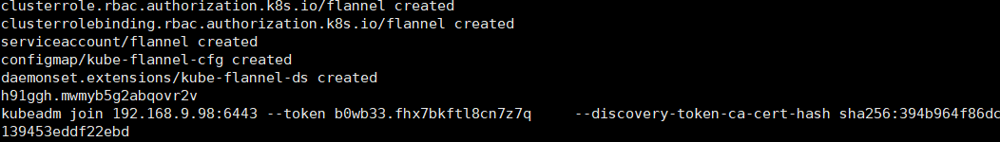 clusterrole.rbac.authorization.k8s.io/flannel created
clusterrolebinding.rbac.authorization.k8s.io/flannel created
serviceaccount/flannel created
configmap/kube-flannel-cfg created
daemonset.extensions/kube-flannel-ds created
h91ggh.mwmyb5g2abqovr2v
kubeadm join 192.168.9.98:6443 --token b0wb33.fhx7bkftl8cn7z7q     --discovery-token-ca-cert-hash sha256:394b964f86dc
139453eddf22ebd